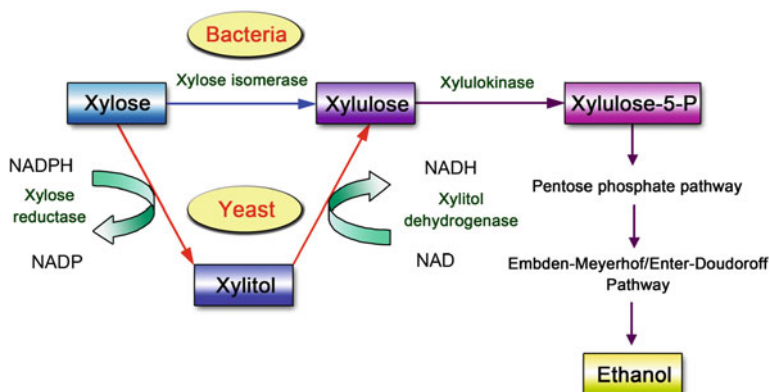 Bacteria
Xylose isomerase
Xylulokinase
Xylose
Xylulose
Xylulose-5-P
NADPH
Xylose
reductase
NADP
Yeast
NADH
Xylitol
dehydrogenase
NAD
Xylitol
Pentose phosphate pathway
Embden-Meyerhof/Enter-Doudoroff
Pathway
Ethanol